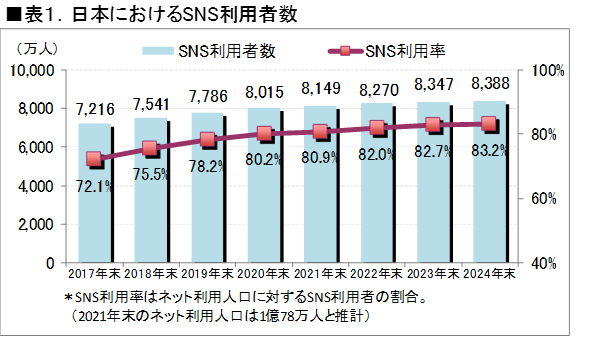 ■表1. 日本におけるSNS利用者数
(万人) SNS利用者数 SNS利用率
10,000 100%
7,216 7,541 7,786 8,015 8,149 8,270 8,347 8,388
8,000 80%
72.1% 75.5% 78.2% 80.2% 80.9% 82.0% 82.7% 83.2%
6,000
4,000 60%
2,000
0 40%
2017年末 2018年末 2019年末 2020年末 2021年末 2022年末 2023年末 2024年末
*SNS利用率はネット利用人口に対するSNS利用者の割合。
(2021年末のネット利用人口は1億78万人と推計)